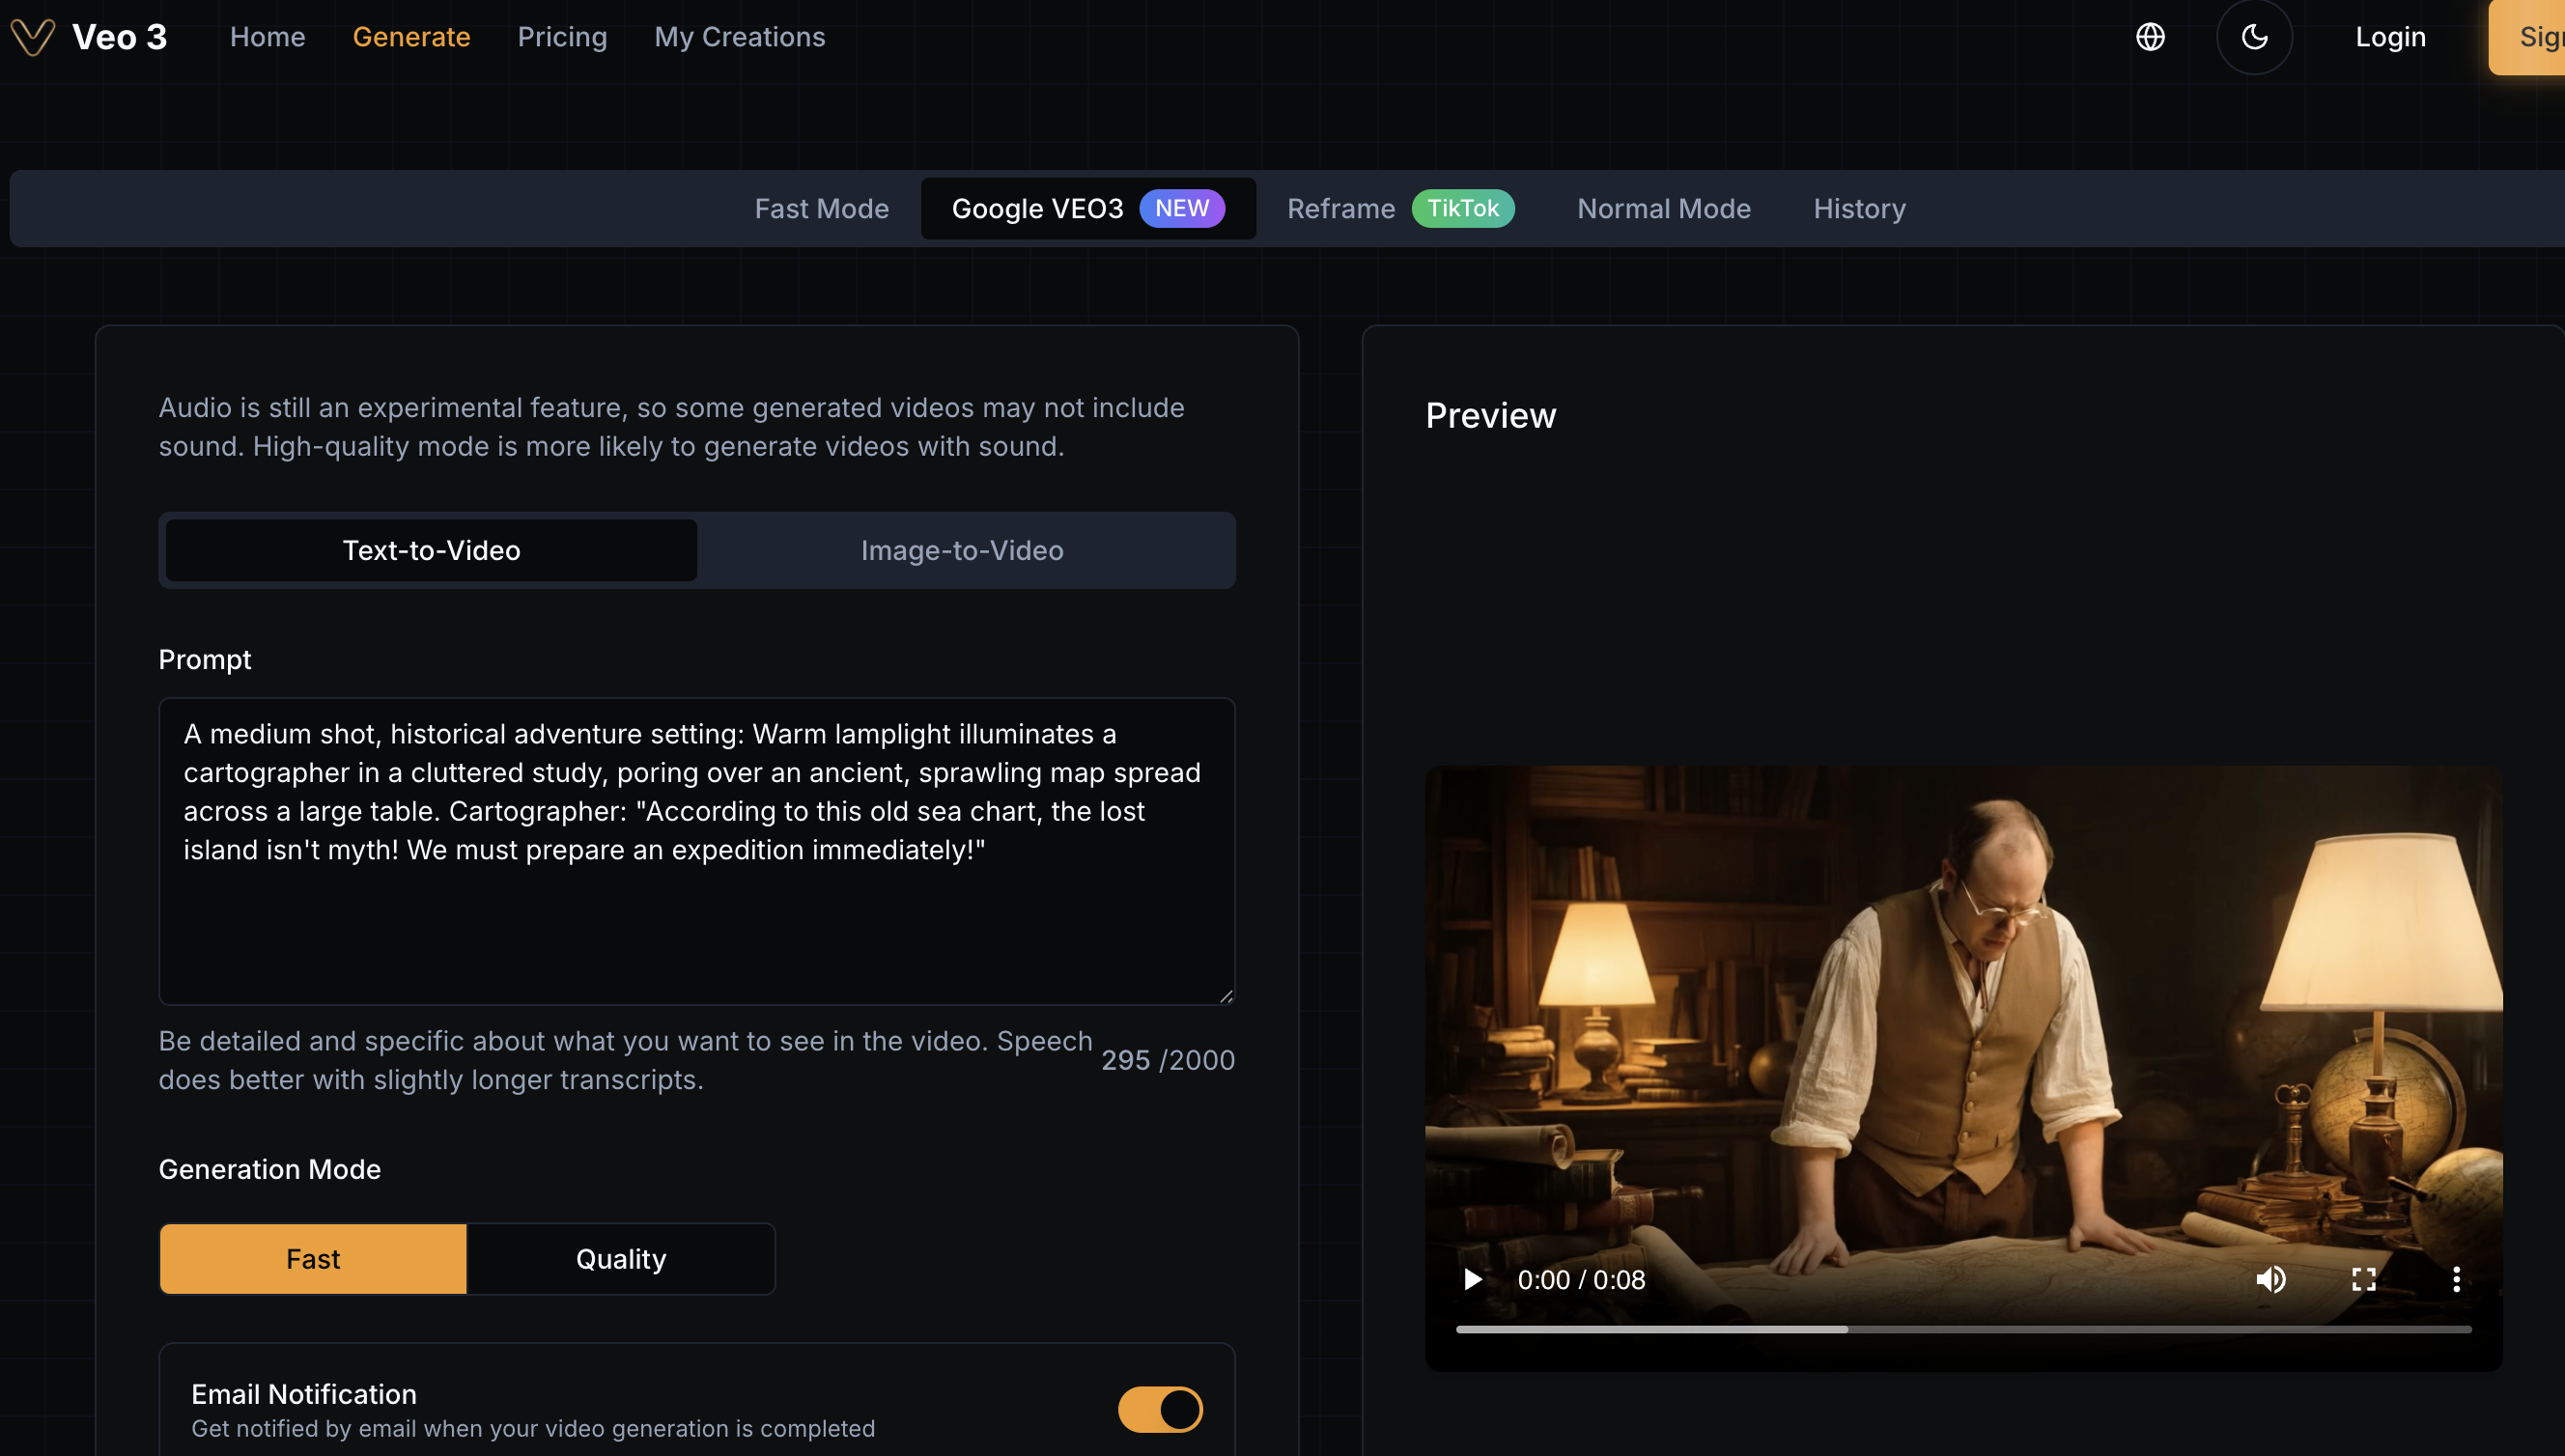 Veo 3
Home
Generate
Pricing
My Creations
Login
Fast Mode
Google VEO3
NEW
Reframe
TikTok
Normal Mode
History
Audio is still an experimental feature, so some generated videos may not include
sound. High-quality mode is more likely to generate videos with sound.
Text-to-Video
Image-to-Video
Prompt
A medium shot, historical adventure setting: Warm lamplight illuminates a
cartographer in a cluttered study, poring over an ancient, sprawling map spread
across a large table. Cartographer: "According to this old sea chart, the lost
island isn't myth! We must prepare an expedition immediately!"
Be detailed and specific about what you want to see in the video. Speech
does better with slightly longer transcripts.
295 /2000
Generation Mode
Fast
Quality
Email Notification
Get notified by email when your video generation is completed
Preview
0:00 / 0:08